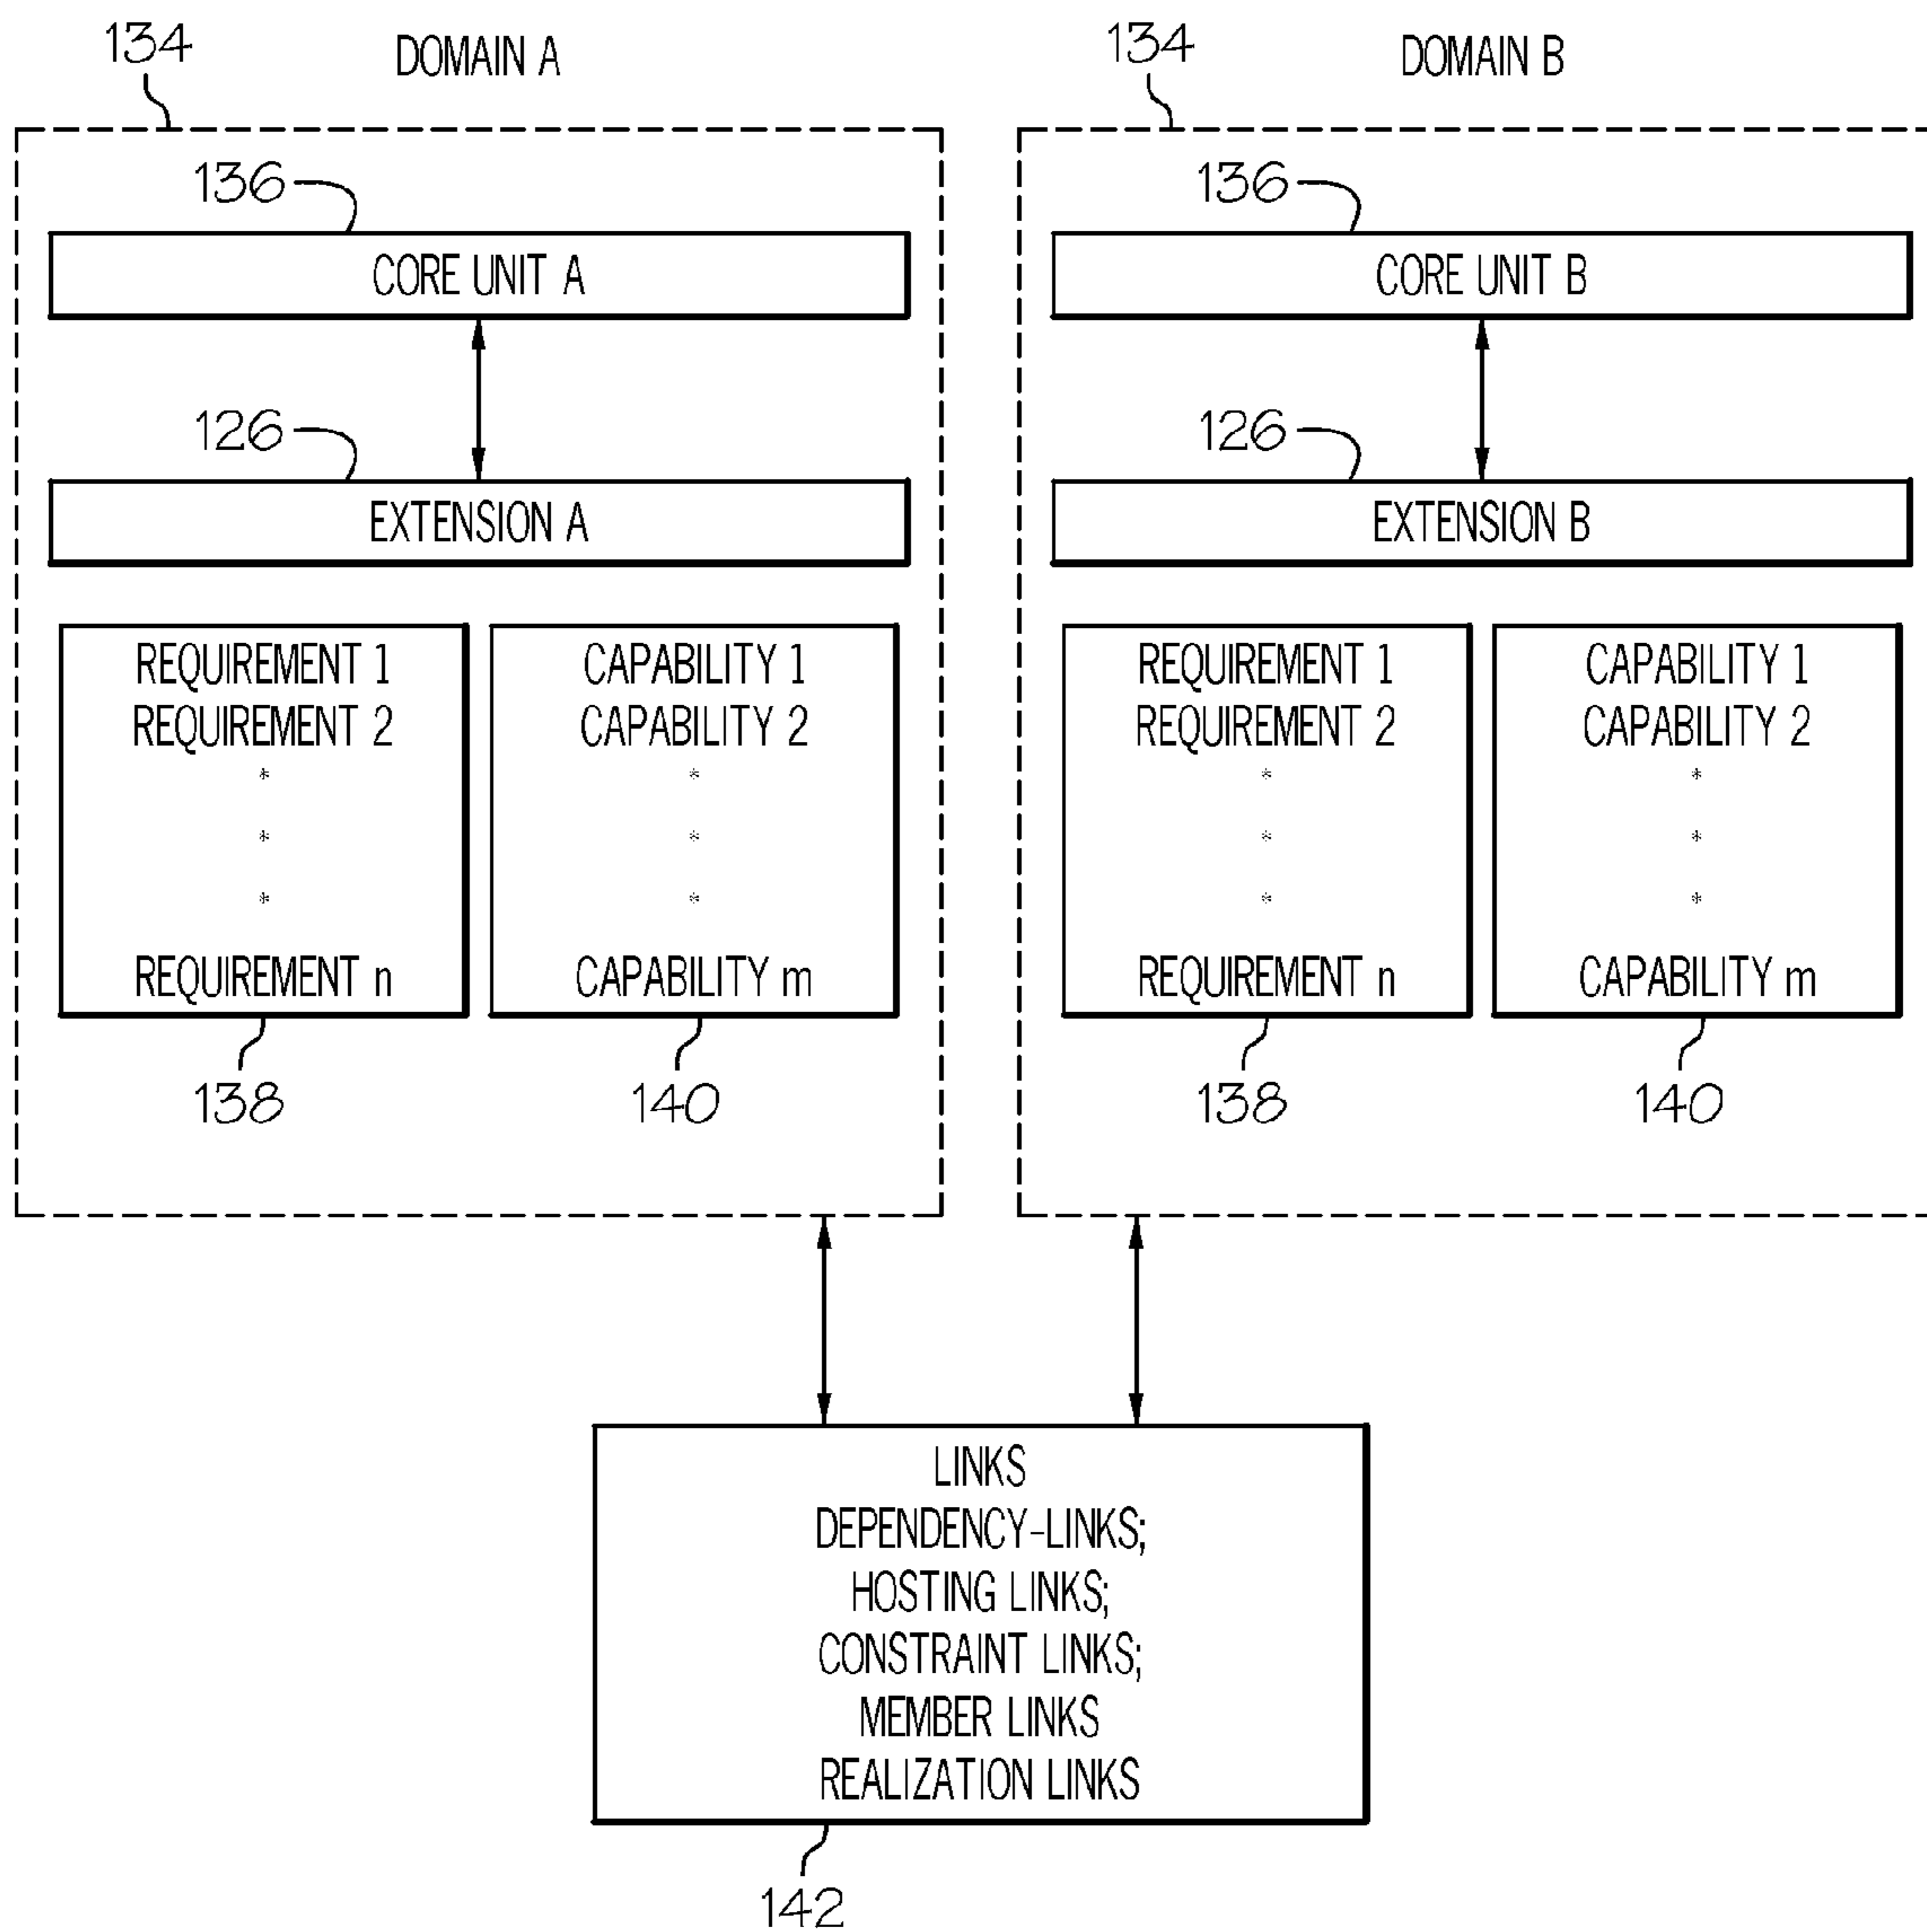 134
DOMAIN A
136
CORE UNIT A
126
EXTENSION A
REQUIREMENT 1
REQUIREMENT 2
*
*
*
REQUIREMENT n
CAPABILITY 1
CAPABILITY 2
*
*
*
CAPABILITY m
138
140
134
DOMAIN B
136
CORE UNIT B
126
EXTENSION B
REQUIREMENT 1
REQUIREMENT 2
*
*
*
REQUIREMENT n
CAPABILITY 1
CAPABILITY 2
*
*
*
CAPABILITY m
138
140
LINKS
DEPENDENCY-LINKS;
HOSTING LINKS;
CONSTRAINT LINKS;
MEMBER LINKS
REALIZATION LINKS
142